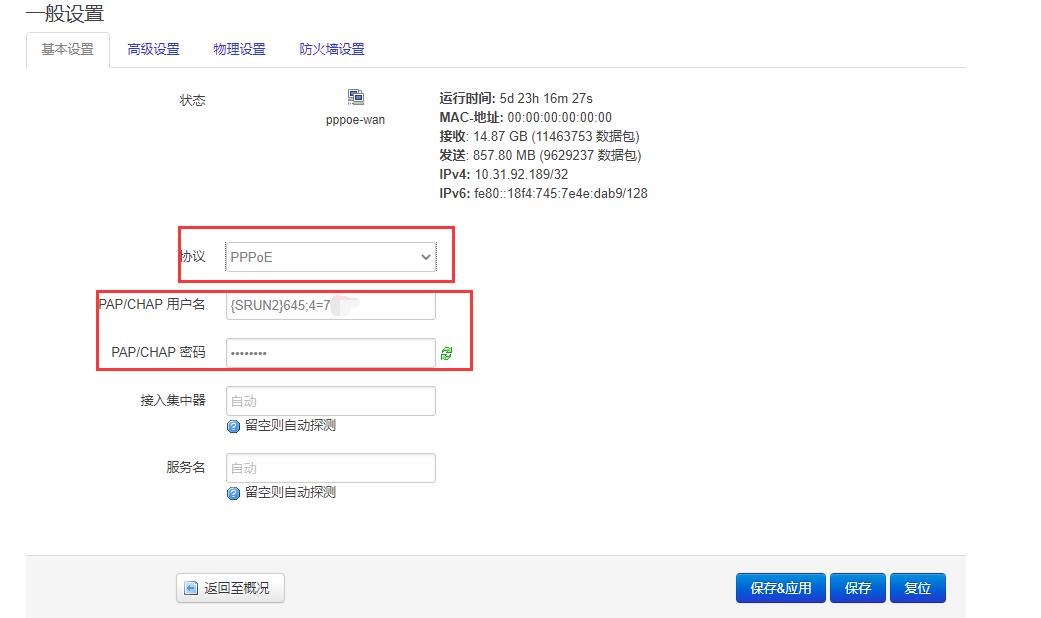 一般设置
基本设置 高级设置 物理设置 防火墙设置
状态
pppoe-wan
运行时间: 5d 23h 16m 27s
MAC-地址: 00:00:00:00:00:00
接收: 14.87 GB (11463753 数据包)
发送: 857.80 MB (9629237 数据包)
IPv4: 10.31.92.189/32
IPv6: fe80::18f4:745:7e4e:dab9/128
协议 PPPoE
PAP/CHAP 用户名 {SRUN2}645;4=7
PAP/CHAP 密码 ••••••••
接入集中器 自动
留空则自动探测
服务名 自动
留空则自动探测
返回至概况 保存&应用 保存 复位